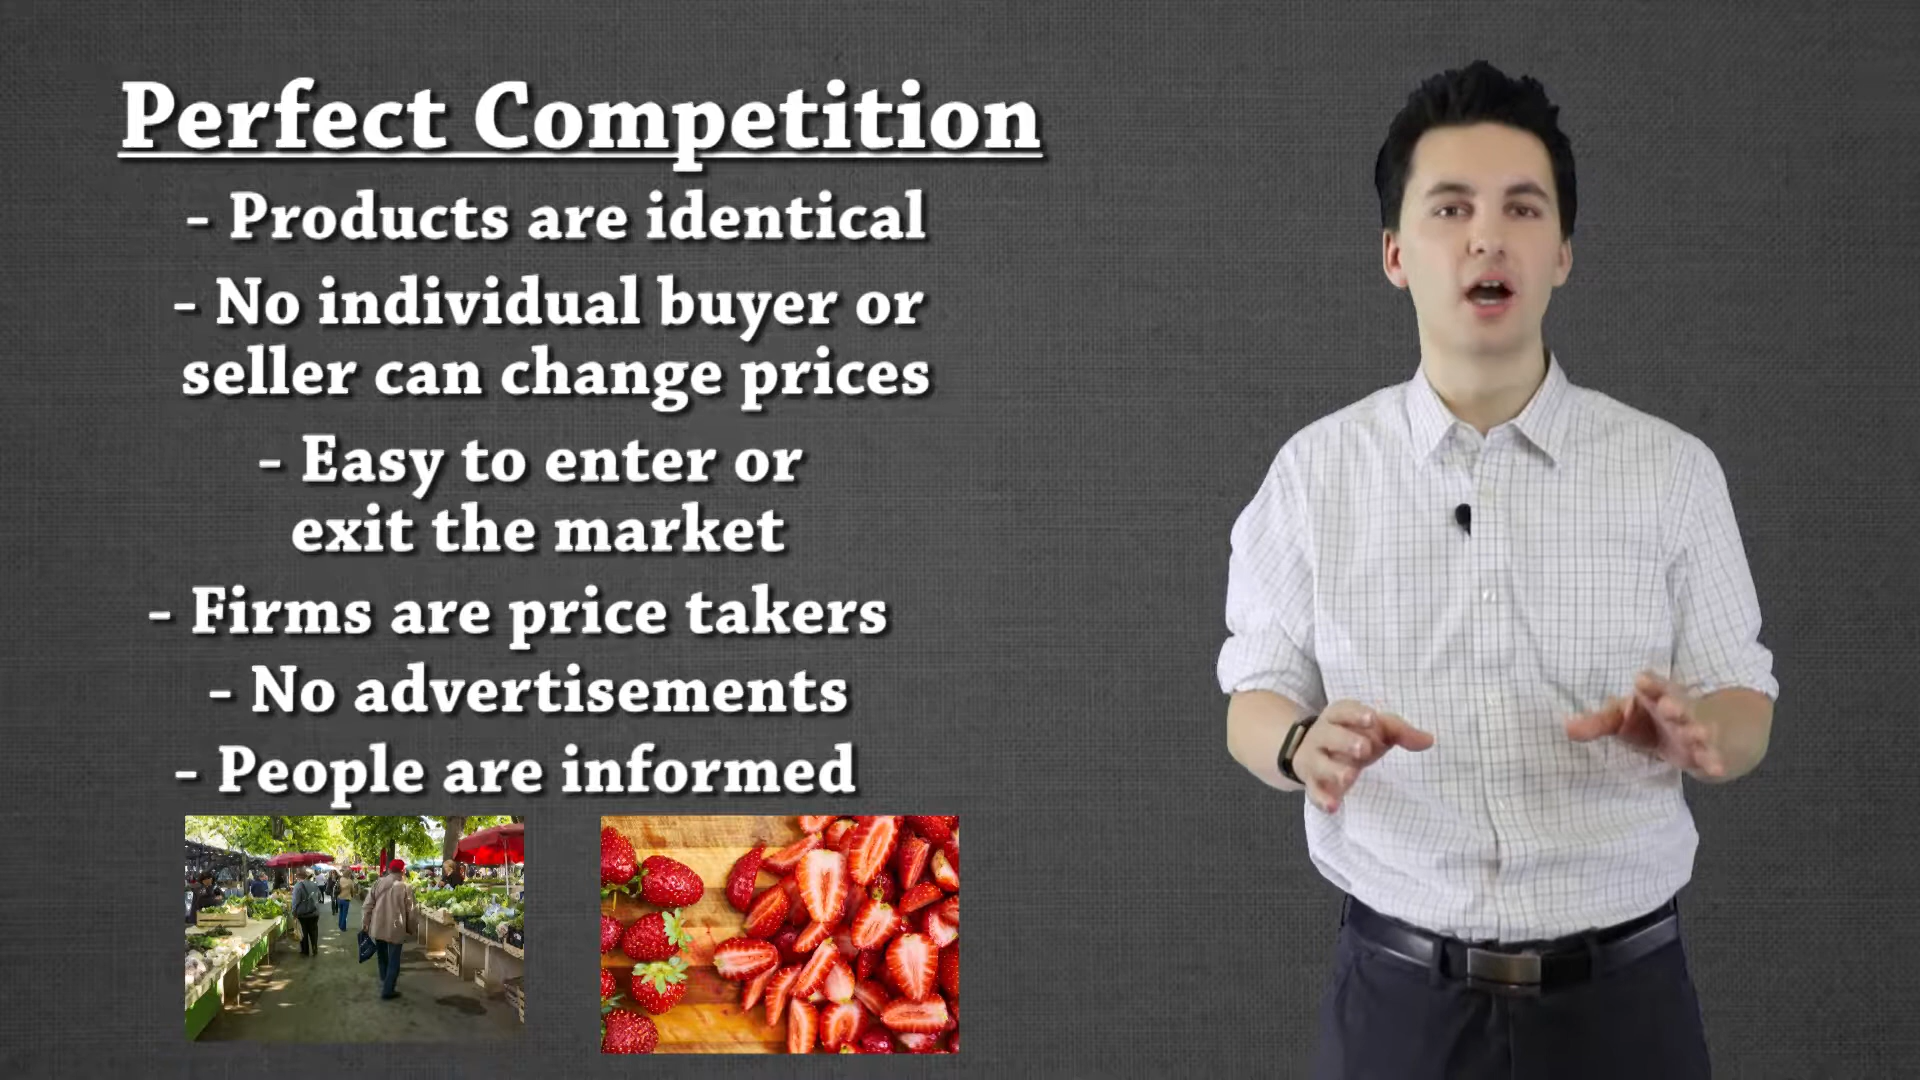 Perfect Competition
- Products are identical
- No individual buyer or
seller can change prices
- Easy to enter or
exit the market
- Firms are price takers
- No advertisements
- People are informed